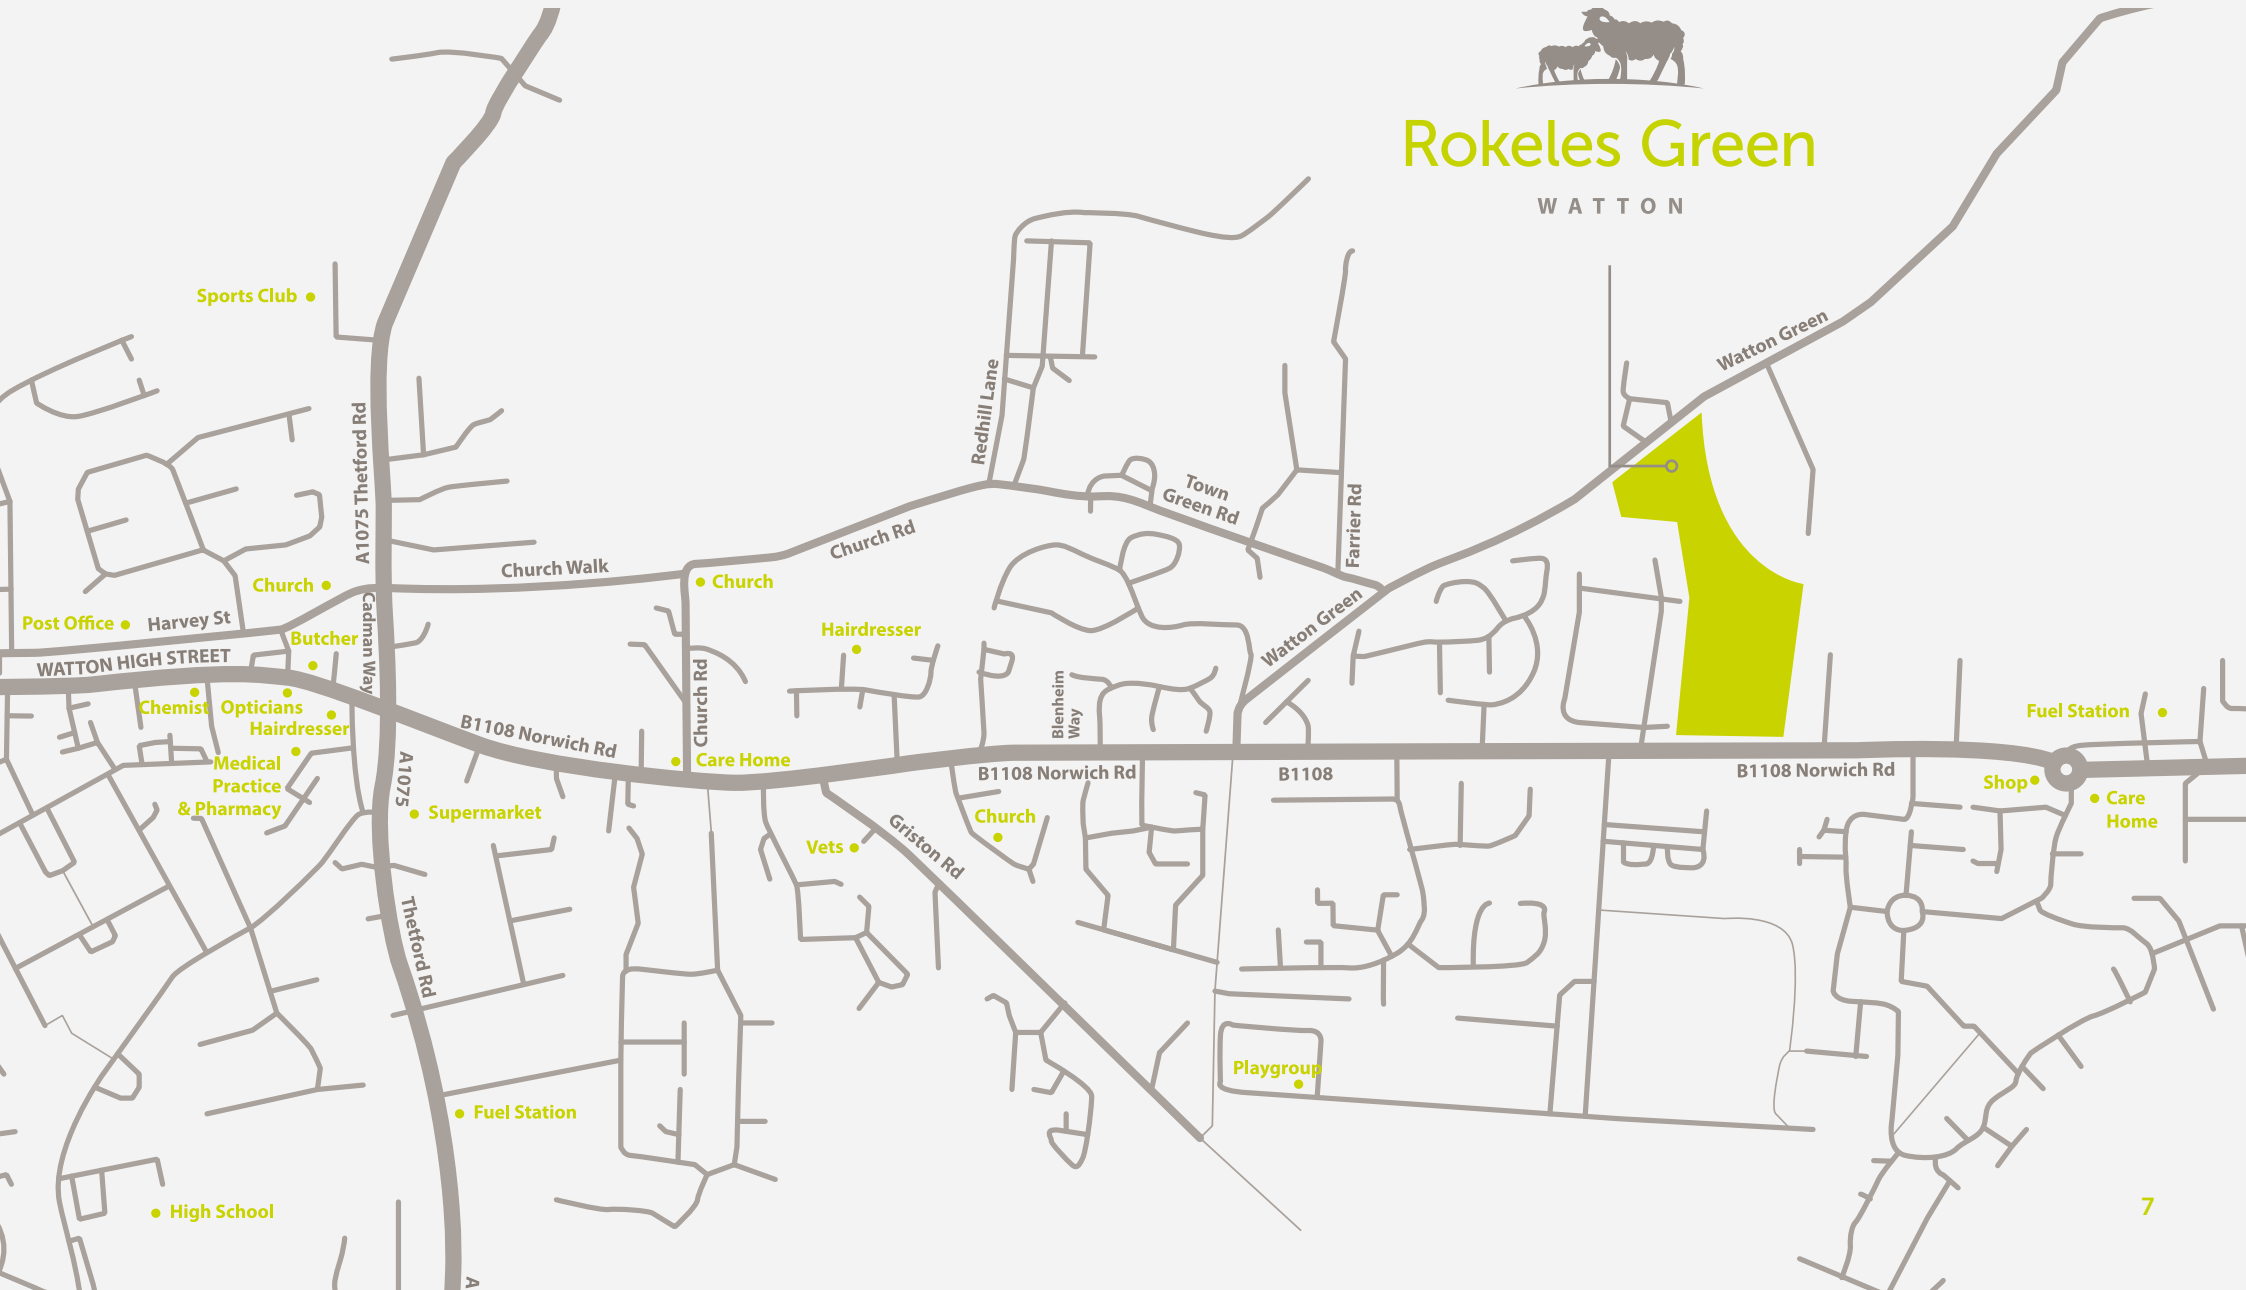 Rokeles Green
WATTON
Sports Club
Watton Green
Redhill Lane
A1075 Thetford Rd
Town
Green Rd
Farrier Rd
Church Rd
Church Walk
Church
Church
Post Office
Harvey St
Cadman Way
Butcher
Hairdresser
Watton Green
WATTON HIGH STREET
Church Rd
Blenheim
Way
Chemist
Opticians
Hairdresser
B1108 Norwich Rd
Fuel Station
Medical
Practice
& Pharmacy
A1075
Care Home
B1108 Norwich Rd
B1108
B1108 Norwich Rd
Shop
Care
Home
Supermarket
Church
Griston Rd
Vets
Thetford Rd
Playgroup
Fuel Station
High School
7
A